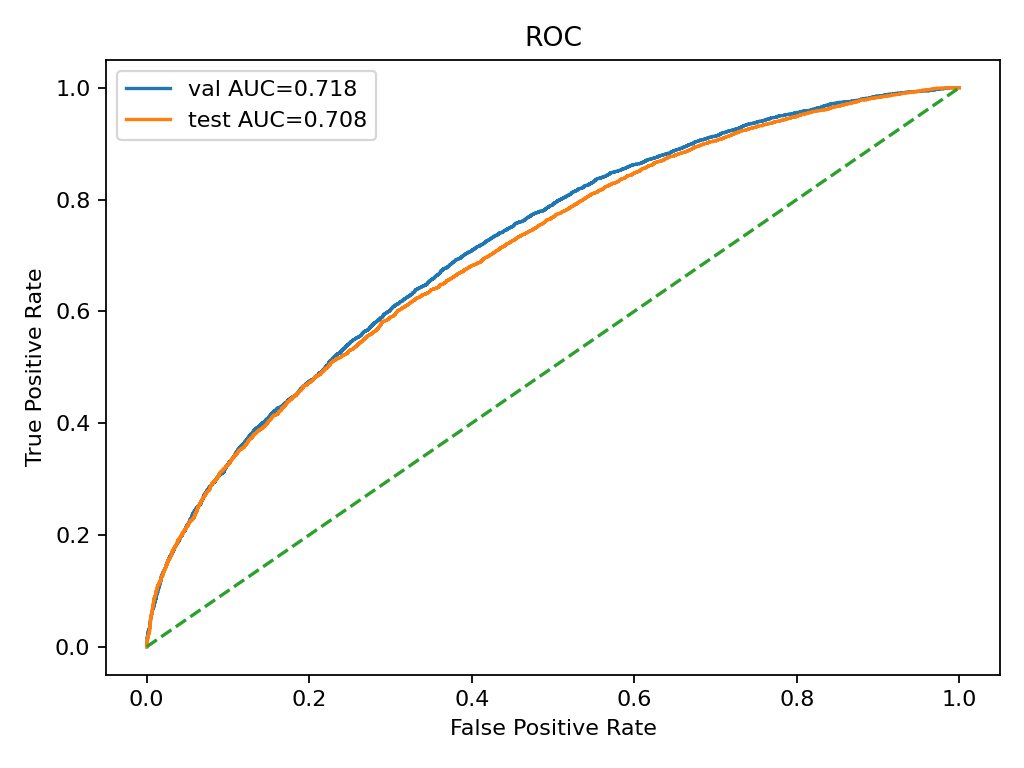 ROC
val AUC=0.718
test AUC=0.708
True Positive Rate
1.0
0.8
0.6
0.4
0.2
0.0
0.0 0.2 0.4 0.6 0.8 1.0
False Positive Rate